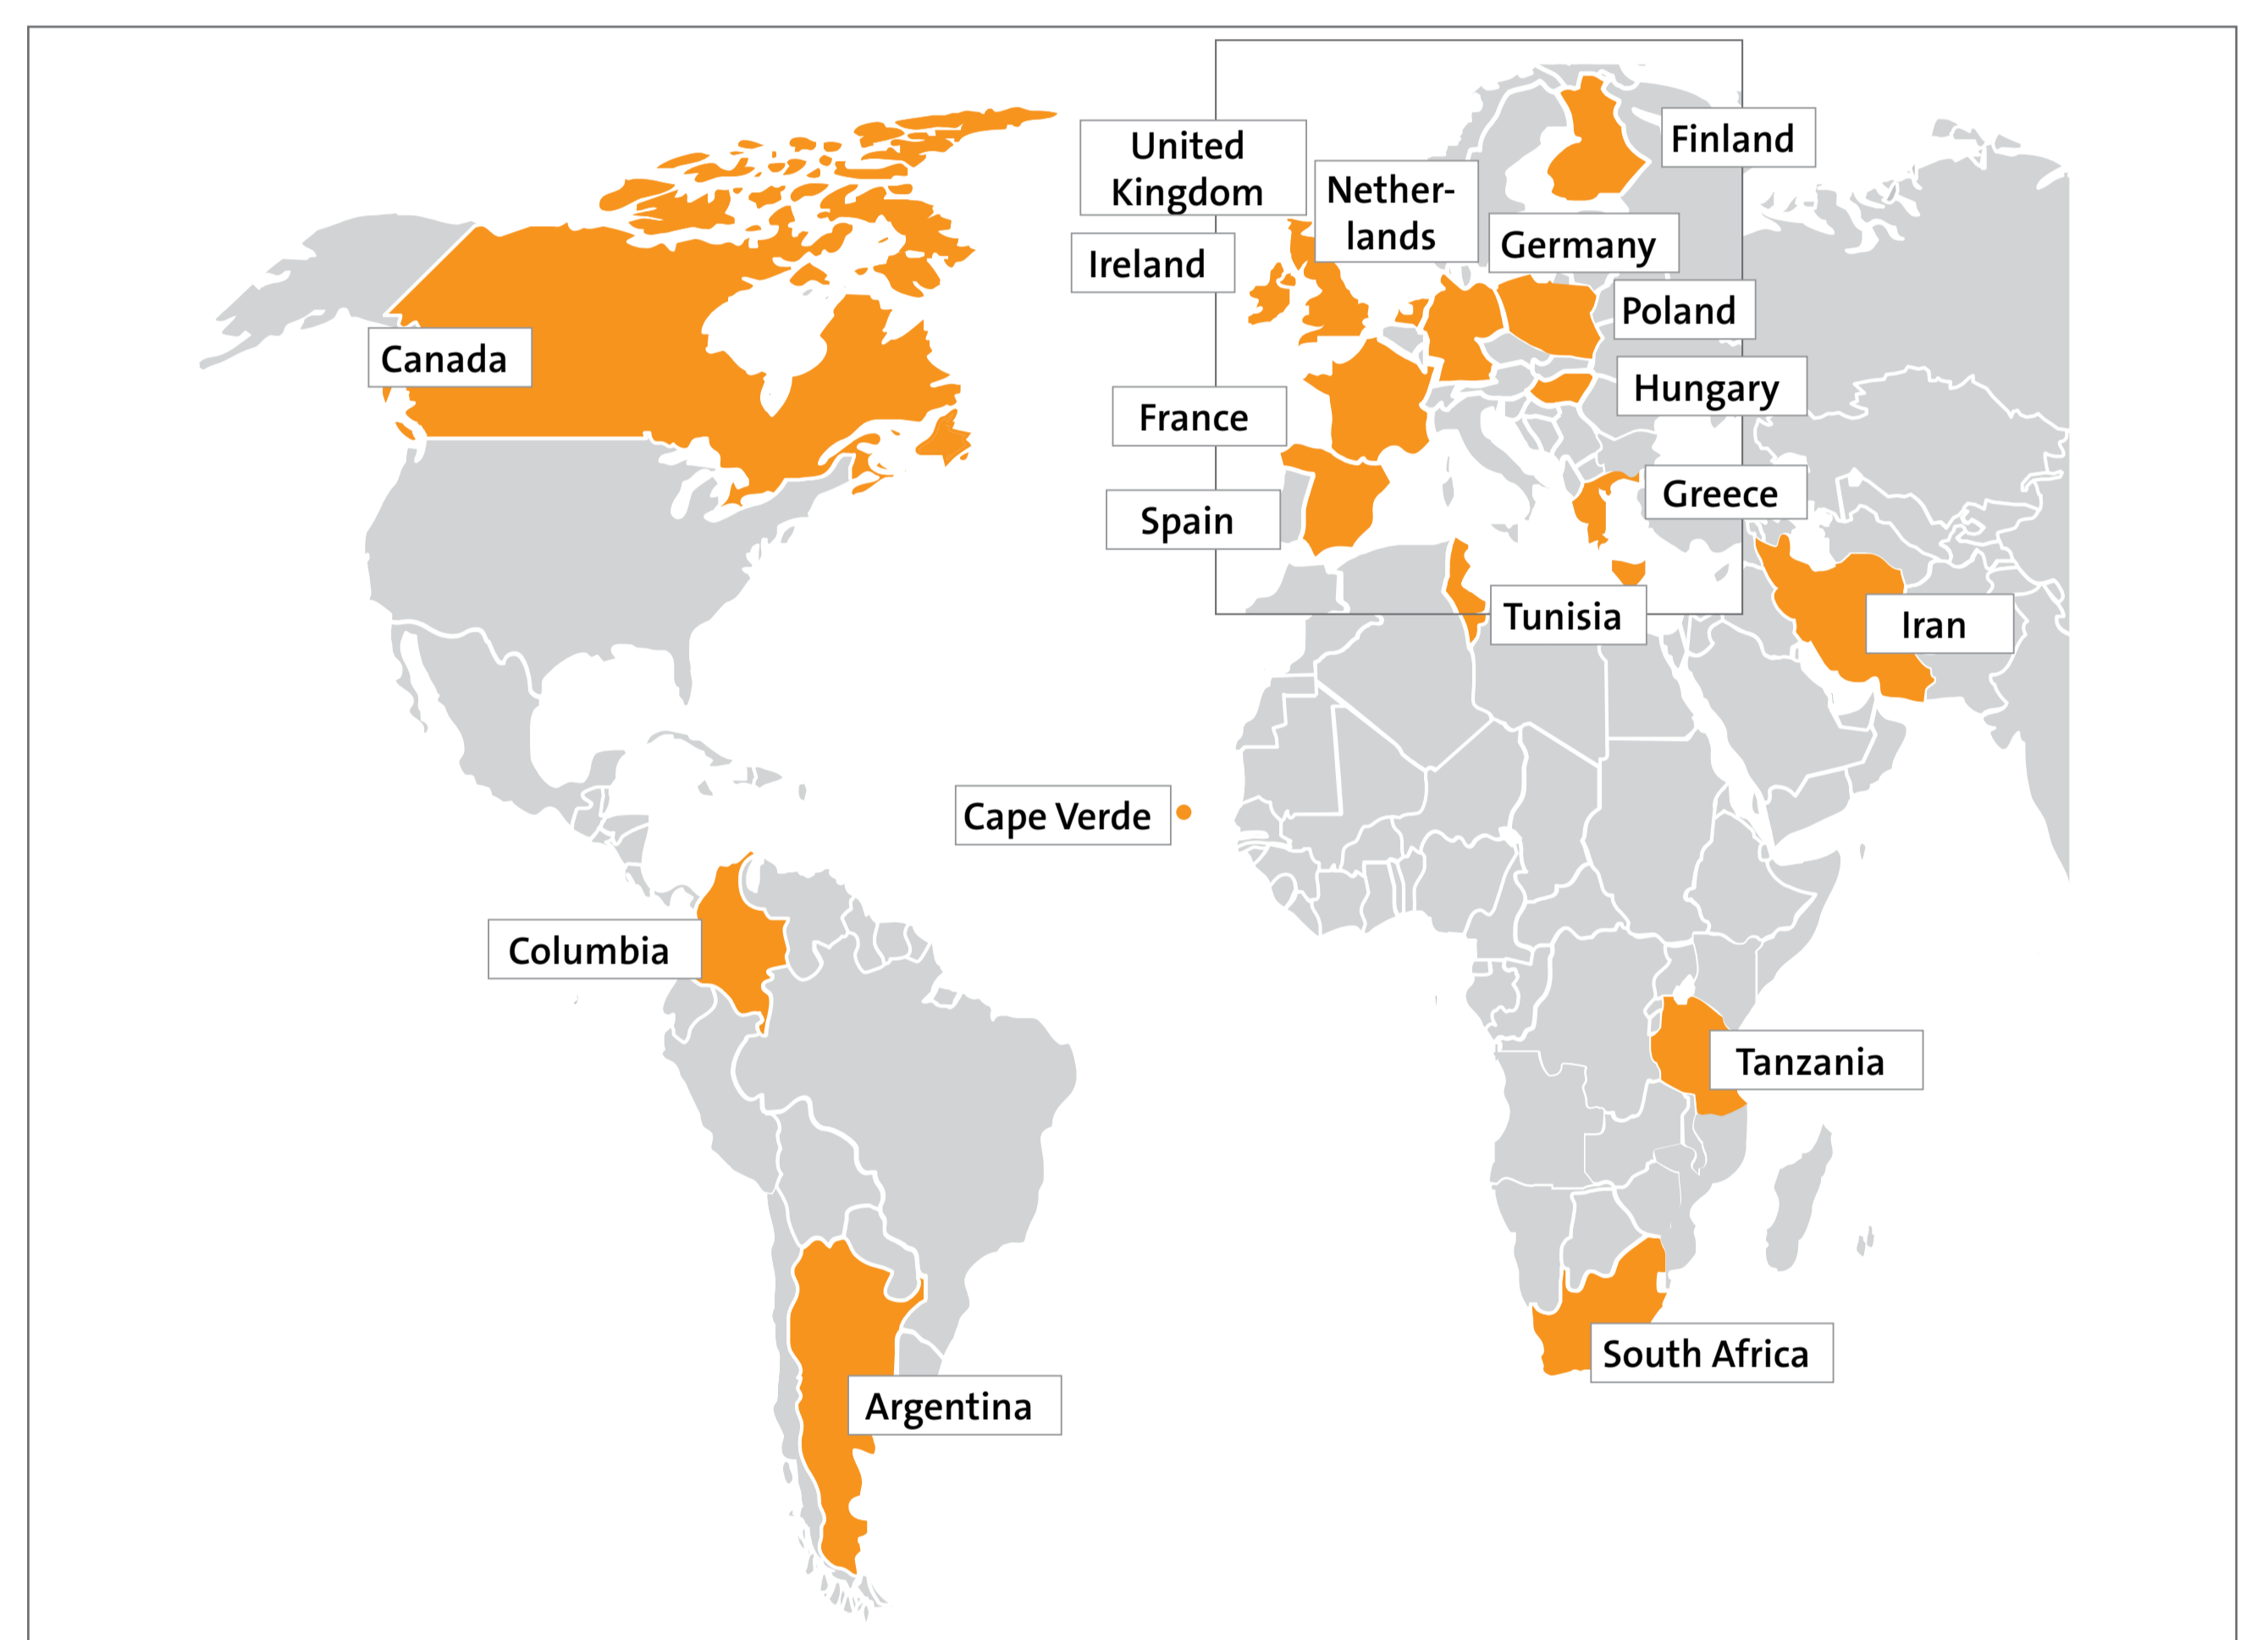 United
Kingdom
Finland
Nether-
lands
Germany
Ireland
Poland
Canada
Hungary
France
Greece
Spain
Tunisia
Iran
Cape Verde
Columbia
Tanzania
South Africa
Argentina